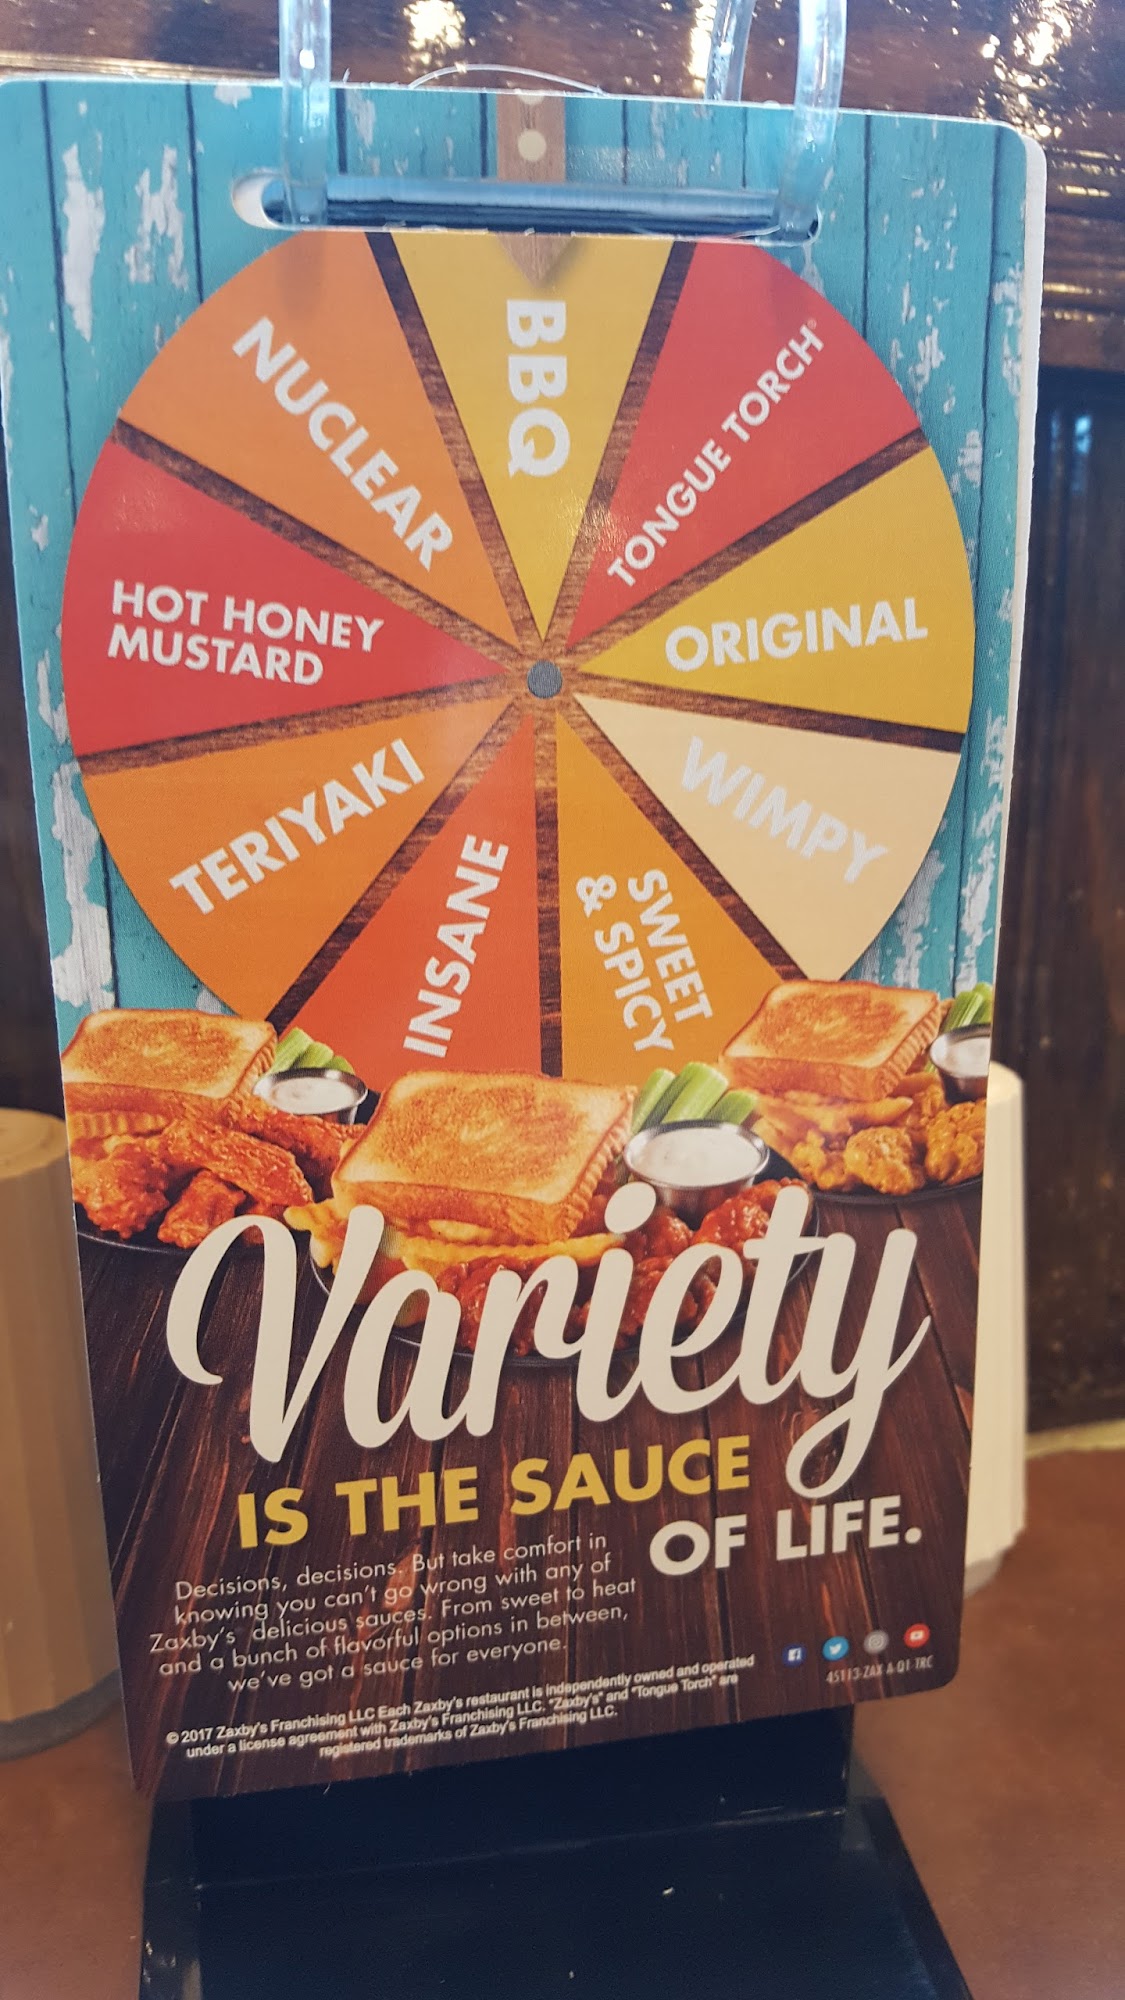 BBQ
TONGUE TORCH®
ORIGINAL
WIMPY
SWEET
& SPICY
INSANE
TERIYAKI
HOT HONEY
MUSTARD
NUCLEAR
Variety
IS THE SAUCE
OF LIFE.
Decisions, decisions. But take comfort in
knowing you can't go wrong with any of
Zaxby's delicious sauces. From sweet to heat
and a bunch of flavorful options in between,
we've got a sauce for everyone.
© 2017 Zaxby's Franchising LLC Each Zaxby's restaurant is independently owned and operated
under a license agreement with Zaxby's Franchising LLC. "Zaxby's" and "Tongue Torch" are
registered trademarks of Zaxby's Franchising LLC.
45113-ZAX A-Q1-TRC